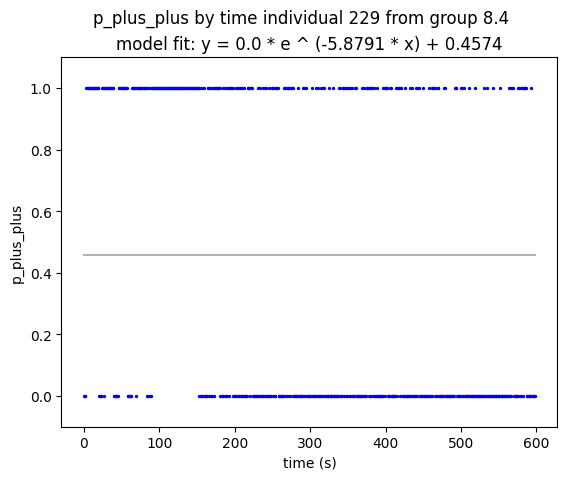 p_plus_plus by time individual 229 from group 8.4
model fit: y = 0.0 * e ^ (-5.8791 * x) + 0.4574
1.0
0.8
0.6
0.4
0.2
0.0
p_plus_plus
0 100 200 300 400 500 600
time (s)